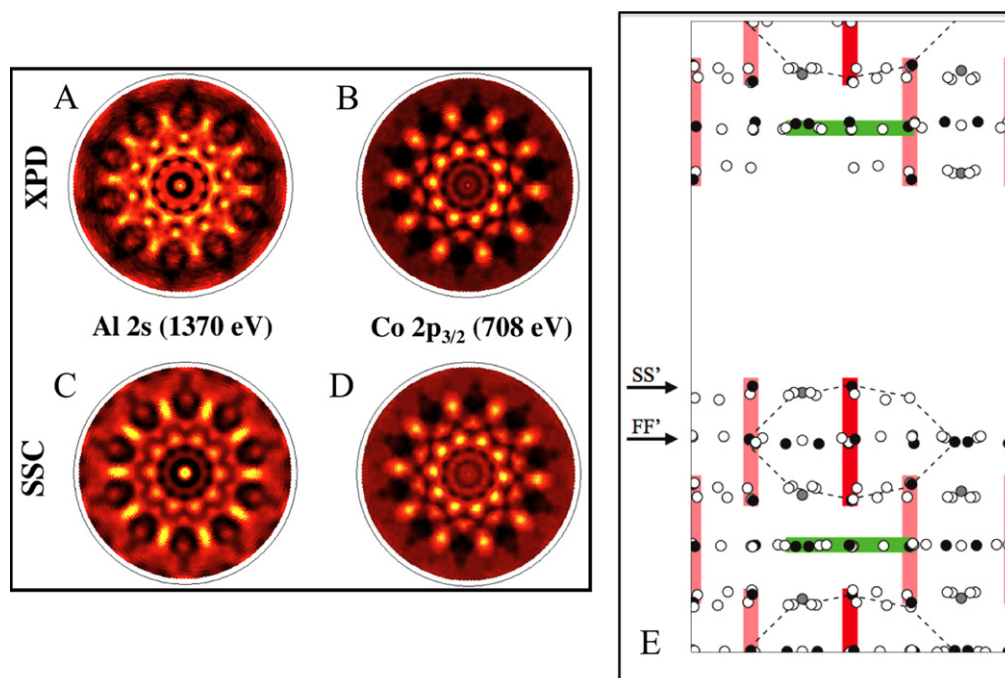 A
B
XPD
Al 2s (1370 eV)
Co 2p3/2 (708 eV)
C
D
SSC
SS'
FF'
E